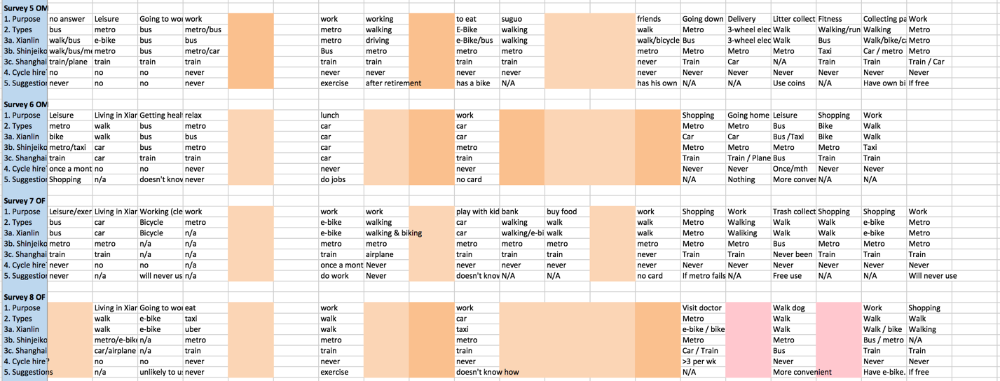 Survey 5 OM
1. Purpose no answer Leisure Going to wor work work working to eat suguo friends Going down Delivery Litter collect Fitness Collecting pa Work
2. Types bus metro bus metro/bus metro walking E-Bike walking walk Metro 3-wheel elec Walk Walking/run Walking Metro
3a. Xianlin walk/bus e-bike bus bus metro driving e-Bike/bus walking walk/bicycle Bus 3-wheel elec Walk Bus Walk/bike/ca Metro
3b. Shinjeiko walk/bus/me metro bus metro/car Bus metro metro metro metro Metro Metro Metro Taxi Car / metro Metro
3c. Shanghai train/plane train train train train train train train never Train Car N/A Train Train Train / Car
4. Cycle hire? no no no never never never never never never Never Never Never Never Never Never
5. Suggestion never no no never exercise after retirement has a bike N/A has his own N/A N/A Use coins N/A Have own bi If free
Survey 6 OM
1. Purpose Leisure Living in Xian Getting healt relax lunch work Shopping Going home Leisure Shopping Work
2. Types metro walk bus metro car car Metro Metro Bus Bike Walk
3a. Xianlin bike walk bus bus car car Car Car Bus /Taxi Bike Walk
3b. Shinjeiko metro/taxi car bus metro car metro Metro Metro Metro Metro Taxi
3c. Shanghai train car train train car train Train Train / Plane Bus Train Train
4. Cycle hire? once a mont no no never never never Never Never Once/mth Never Never
5. Suggestion Shopping n/a doesn't know never do jobs no card N/A Nothing More conver N/A N/A
Survey 7 OF
1. Purpose Leisure/exer Living in Xian Working (cle work work work play with kid bank buy food work Shopping Work Trash collect Shopping Shopping Work
2. Types bus car Bicycle metro e-bike walking car walking walk walk Metro Walking Walk Walk e-bike Metro
3a. Xianlin bus car Bicycle n/a e-bike walking & biking car walking/e-bi walk walk Metro Waliking Walk Walk e-bike Metro
3b. Shinjeiko metro metro n/a n/a metro metro metro metro metro metro Metro Metro Bus Metro Metro Metro
3c. Shanghai train train n/a n/a train airplane train train train never Train Train Never been Train Train Train
4. Cycle hire? never no no n/a once a mont Never never never never never Never Never Never Never Never Never
5. Suggestion never n/a will never us n/a do work Never doesn't know N/A N/A no card If metro fails N/A Free use N/A N/A Will never use
Survey 8 OF
1. Purpose Living in Xian Going to wor eat work work Visit doctor Walk dog Work Shopping
2. Types walk e-bike taxi walk car Metro Walk Walk Walk
3a. Xianlin walk e-bike uber walk taxi e-bike / bike Walk Walk / bike Walking
3b. Shinjeiko metro/e-bike n/a metro metro metro Metro Metro Bus / metro N/A
3c. Shanghai car/airplane n/a train train train Car / Train Bus Train Train
4. Cycle hire? no no never never never >3 per wk Never Never Never
5. Suggestions n/a unlikely to us never exercise doesn't know how N/A More convenient Have e-bike. If free